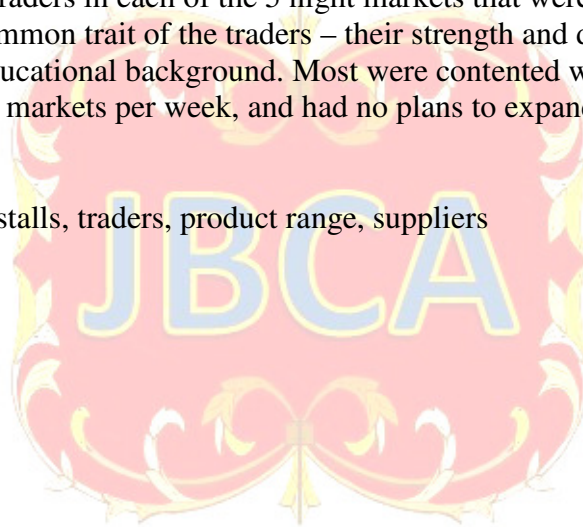 raders in each of the 5 night markets that were
mmon trait of the traders – their strength and d
ucational background. Most were contented w
markets per week, and had no plans to expand
stalls, traders, product range, suppliers
JBCA